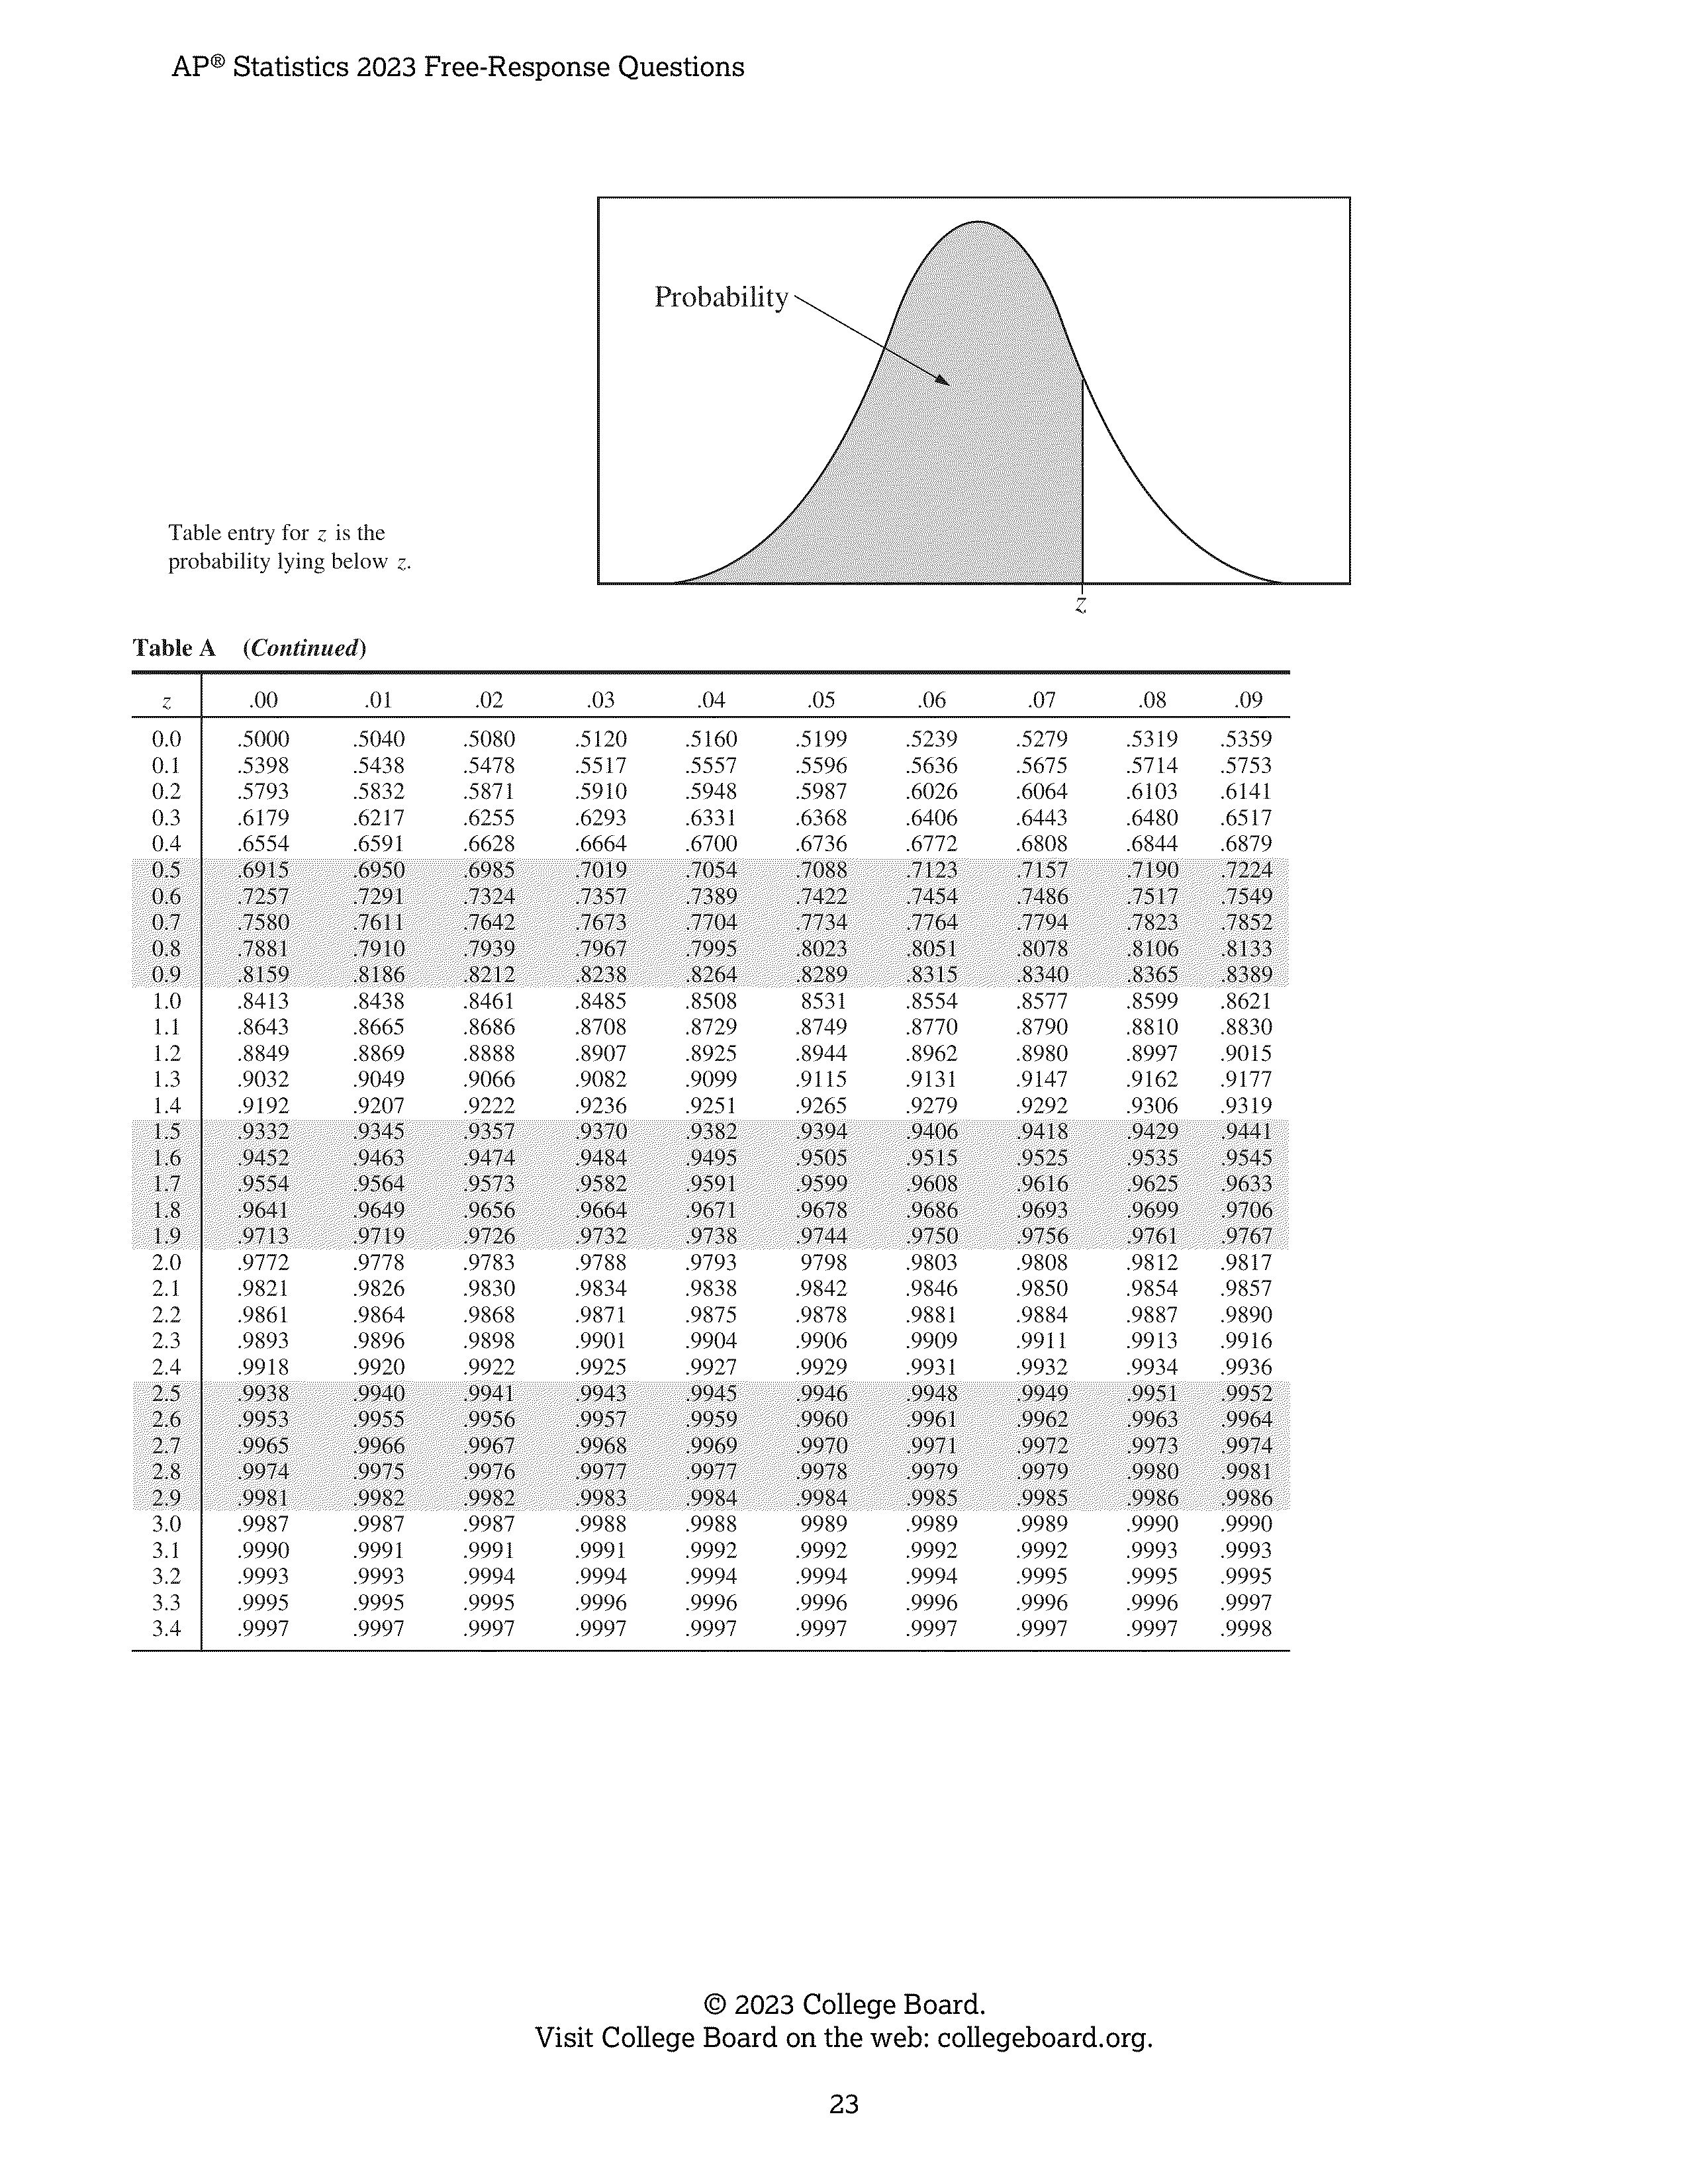 AP® Statistics 2023 Free-Response Questions
Probability
Table entry for z is the
probability lying below z.
z
Table A (Continued)
z .00 .01 .02 .03 .04 .05 .06 .07 .08 .09
0.0 .5000 .5040 .5080 .5120 .5160 .5199 .5239 .5279 .5319 .5359
0.1 .5398 .5438 .5478 .5517 .5557 .5596 .5636 .5675 .5714 .5753
0.2 .5793 .5832 .5871 .5910 .5948 .5987 .6026 .6064 .6103 .6141
0.3 .6179 .6217 .6255 .6293 .6331 .6368 .6406 .6443 .6480 .6517
0.4 .6554 .6591 .6628 .6664 .6700 .6736 .6772 .6808 .6844 .6879
0.5 .6915 .6950 .6985 .7019 .7054 .7088 .7123 .7157 .7190 .7224
0.6 .7257 .7291 .7324 .7357 .7389 .7422 .7454 .7486 .7517 .7549
0.7 .7580 .7611 .7642 .7673 .7704 .7734 .7764 .7794 .7823 .7852
0.8 .7881 .7910 .7939 .7967 .7995 .8023 .8051 .8078 .8106 .8133
0.9 .8159 .8186 .8212 .8238 .8264 .8289 .8315 .8340 .8365 .8389
1.0 .8413 .8438 .8461 .8485 .8508 8531 .8554 .8577 .8599 .8621
1.1 .8643 .8665 .8686 .8708 .8729 .8749 .8770 .8790 .8810 .8830
1.2 .8849 .8869 .8888 .8907 .8925 .8944 .8962 .8980 .8997 .9015
1.3 .9032 .9049 .9066 .9082 .9099 .9115 .9131 .9147 .9162 .9177
1.4 .9192 .9207 .9222 .9236 .9251 .9265 .9279 .9292 .9306 .9319
1.5 .9332 .9345 .9357 .9370 .9382 .9394 .9406 .9418 .9429 .9441
1.6 .9452 .9463 .9474 .9484 .9495 .9505 .9515 .9525 .9535 .9545
1.7 .9554 .9564 .9573 .9582 .9591 .9599 .9608 .9616 .9625 .9633
1.8 .9641 .9649 .9656 .9664 .9671 .9678 .9686 .9693 .9699 .9706
1.9 .9713 .9719 .9726 .9732 .9738 .9744 .9750 .9756 .9761 .9767
2.0 .9772 .9778 .9783 .9788 .9793 9798 .9803 .9808 .9812 .9817
2.1 .9821 .9826 .9830 .9834 .9838 .9842 .9846 .9850 .9854 .9857
2.2 .9861 .9864 .9868 .9871 .9875 .9878 .9881 .9884 .9887 .9890
2.3 .9893 .9896 .9898 .9901 .9904 .9906 .9909 .9911 .9913 .9916
2.4 .9918 .9920 .9922 .9925 .9927 .9929 .9931 .9932 .9934 .9936
2.5 .9938 .9940 .9941 .9943 .9945 .9946 .9948 .9949 .9951 .9952
2.6 .9953 .9955 .9956 .9957 .9959 .9960 .9961 .9962 .9963 .9964
2.7 .9965 .9966 .9967 .9968 .9969 .9970 .9971 .9972 .9973 .9974
2.8 .9974 .9975 .9976 .9977 .9977 .9978 .9979 .9979 .9980 .9981
2.9 .9981 .9982 .9982 .9983 .9984 .9984 .9985 .9985 .9986 .9986
3.0 .9987 .9987 .9987 .9988 .9988 9989 .9989 .9989 .9990 .9990
3.1 .9990 .9991 .9991 .9991 .9992 .9992 .9992 .9992 .9993 .9993
3.2 .9993 .9993 .9994 .9994 .9994 .9994 .9994 .9995 .9995 .9995
3.3 .9995 .9995 .9995 .9996 .9996 .9996 .9996 .9996 .9996 .9997
3.4 .9997 .9997 .9997 .9997 .9997 .9997 .9997 .9997 .9997 .9998
© 2023 College Board.
Visit College Board on the web: collegeboard.org.
23